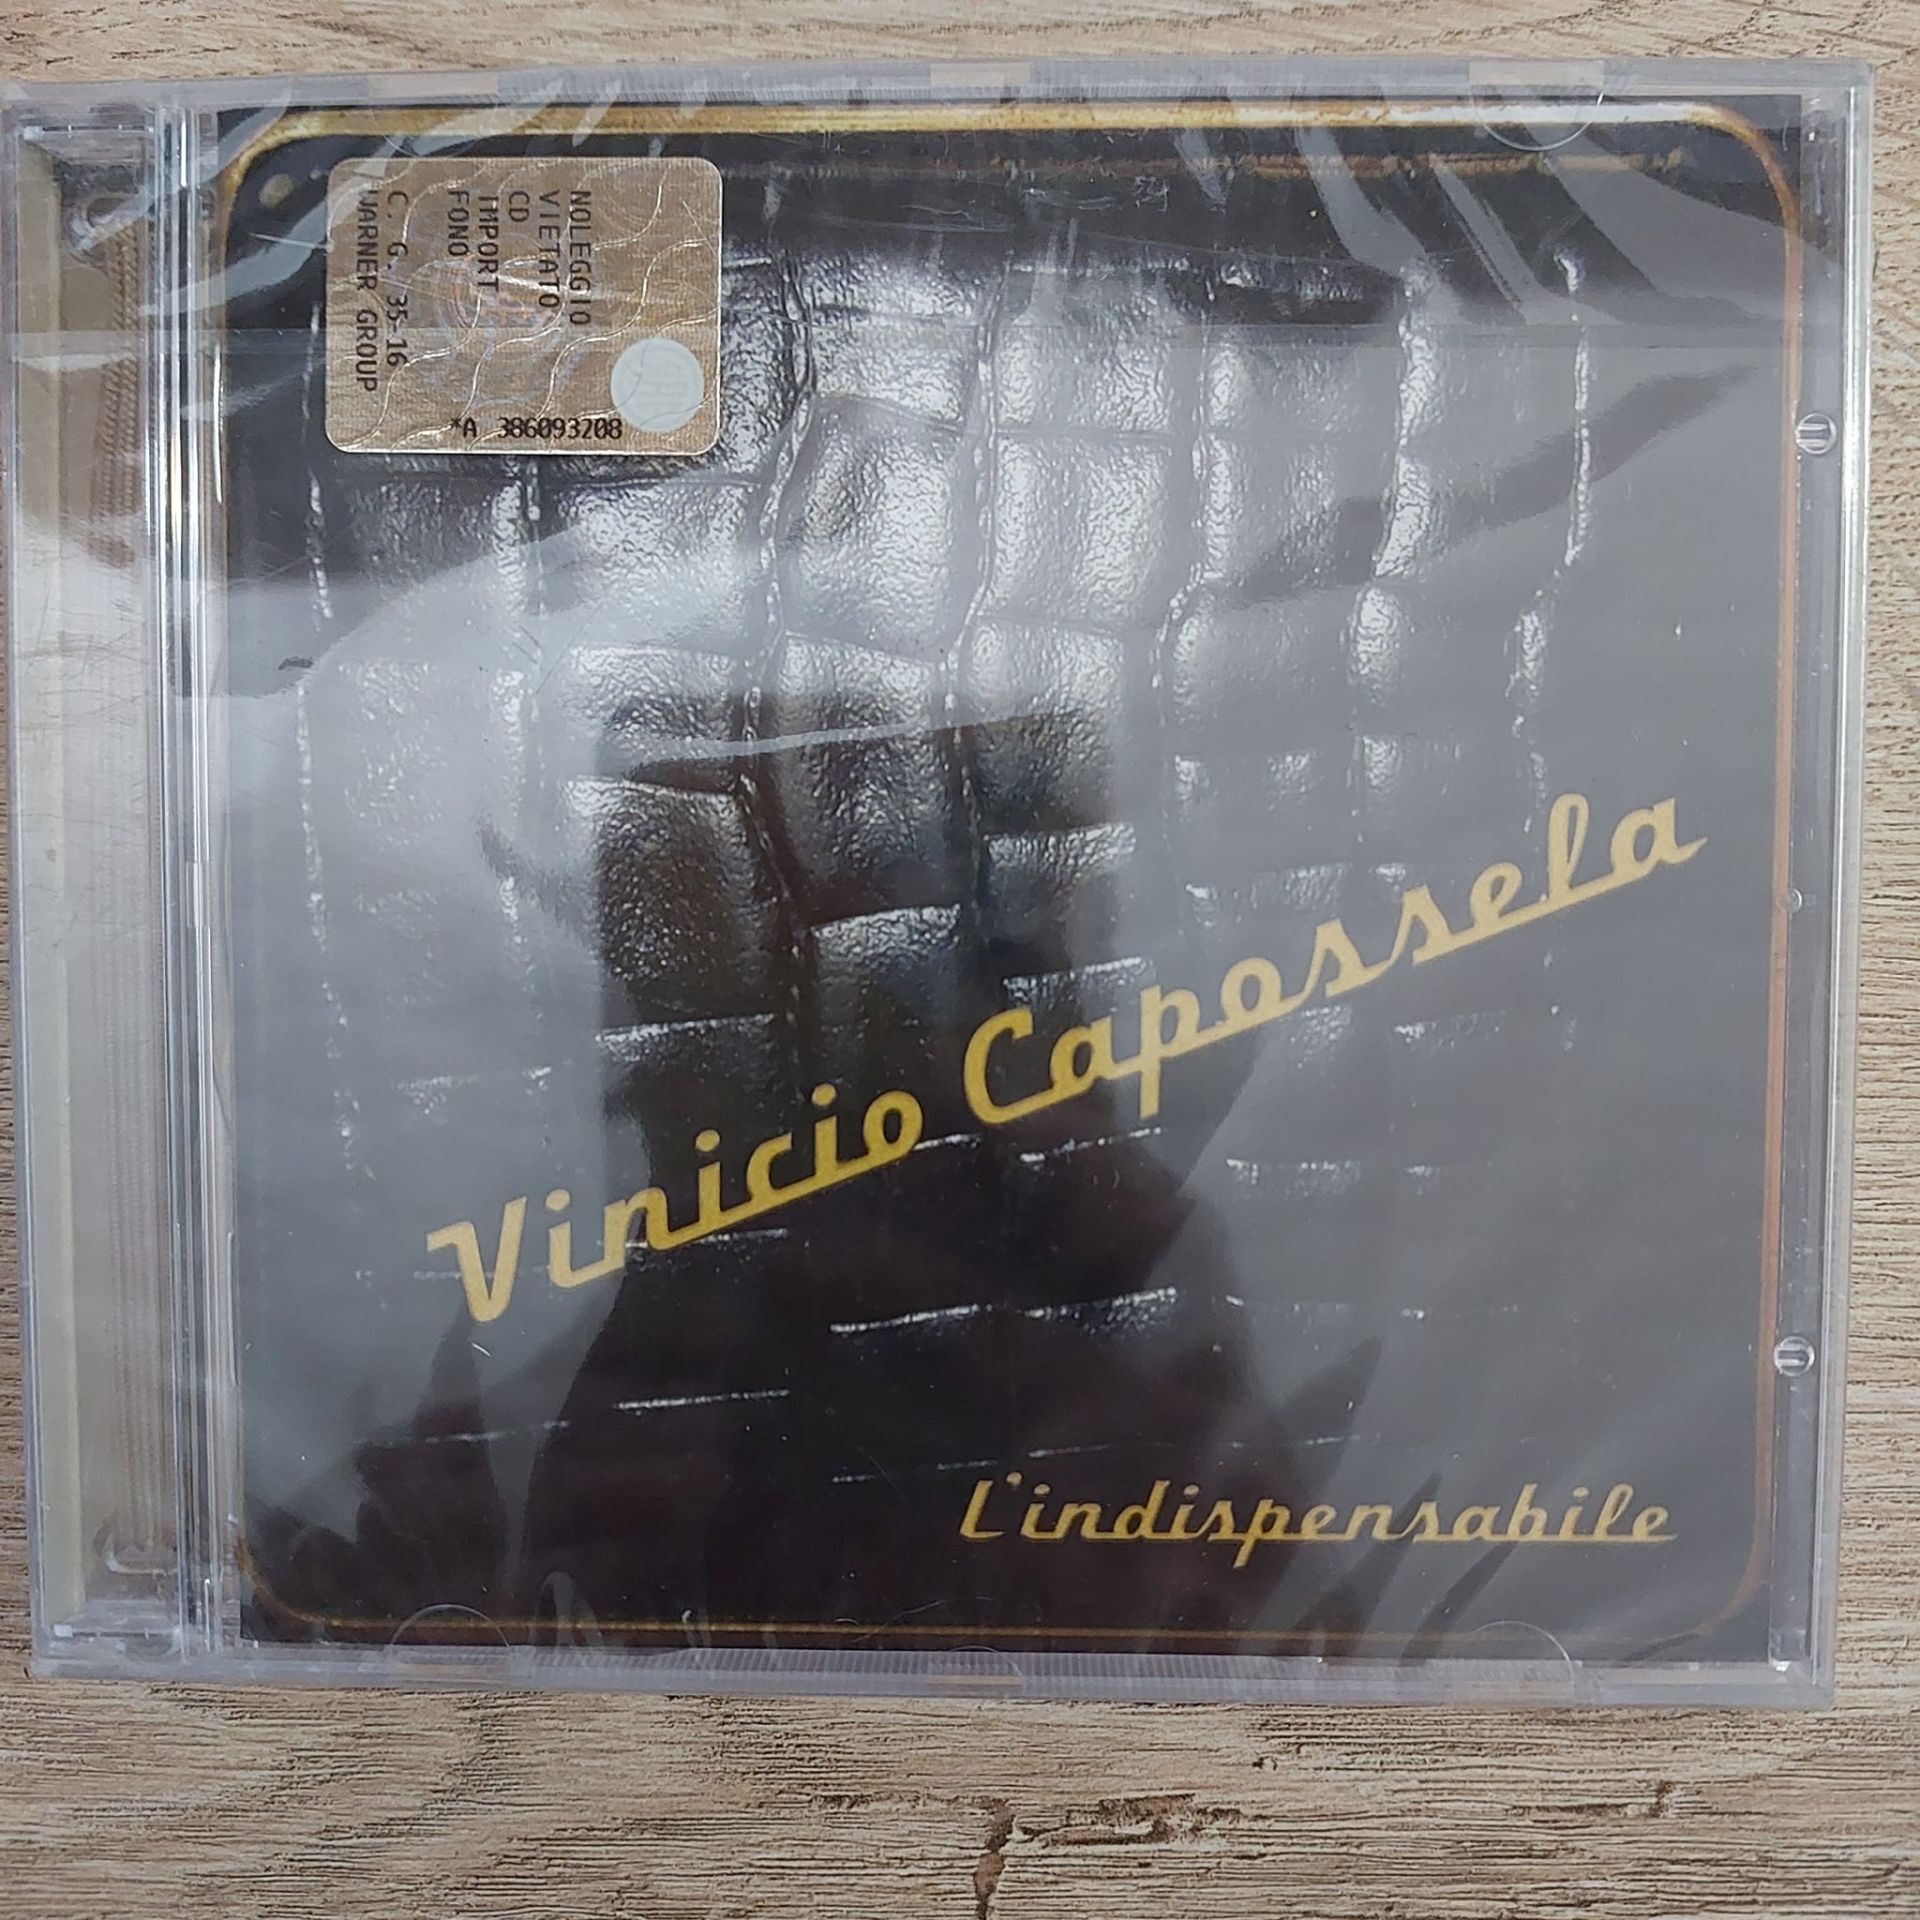 NOLEGGIO
VIETATO
CD
IMPORT
FONO
C. G. 35-16
WARNER GROUP
*A 386093208
Vinicio Capossela
L'indispensabile